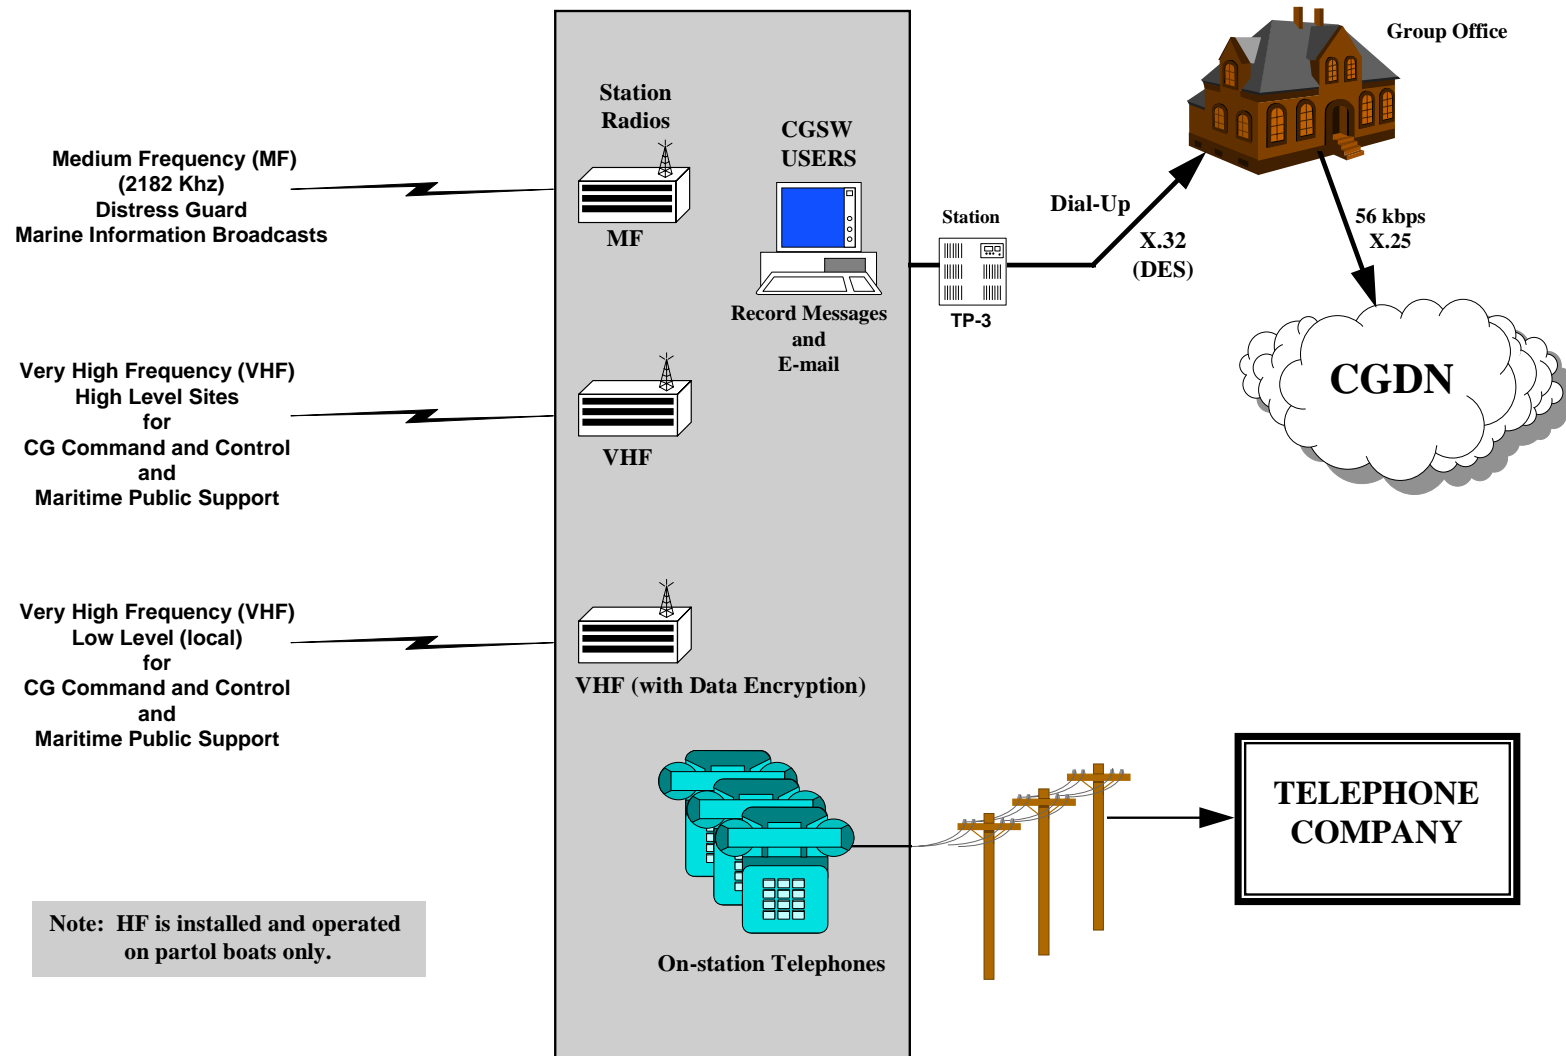 Group Office
Station
Radios
CGSW
USERS
Medium Frequency (MF)
(2182 Khz)
Distress Guard
Marine Information Broadcasts
MF
Record Messages
and
E-mail
Station
TP-3
Dial-Up
X.32
(DES)
56 kbps
X.25
CGDN
Very High Frequency (VHF)
High Level Sites
for
CG Command and Control
and
Maritime Public Support
VHF
Very High Frequency (VHF)
Low Level (local)
for
CG Command and Control
and
Maritime Public Support
VHF (with Data Encryption)
TELEPHONE
COMPANY
On-station Telephones
Note:  HF is installed and operated
on partol boats only.